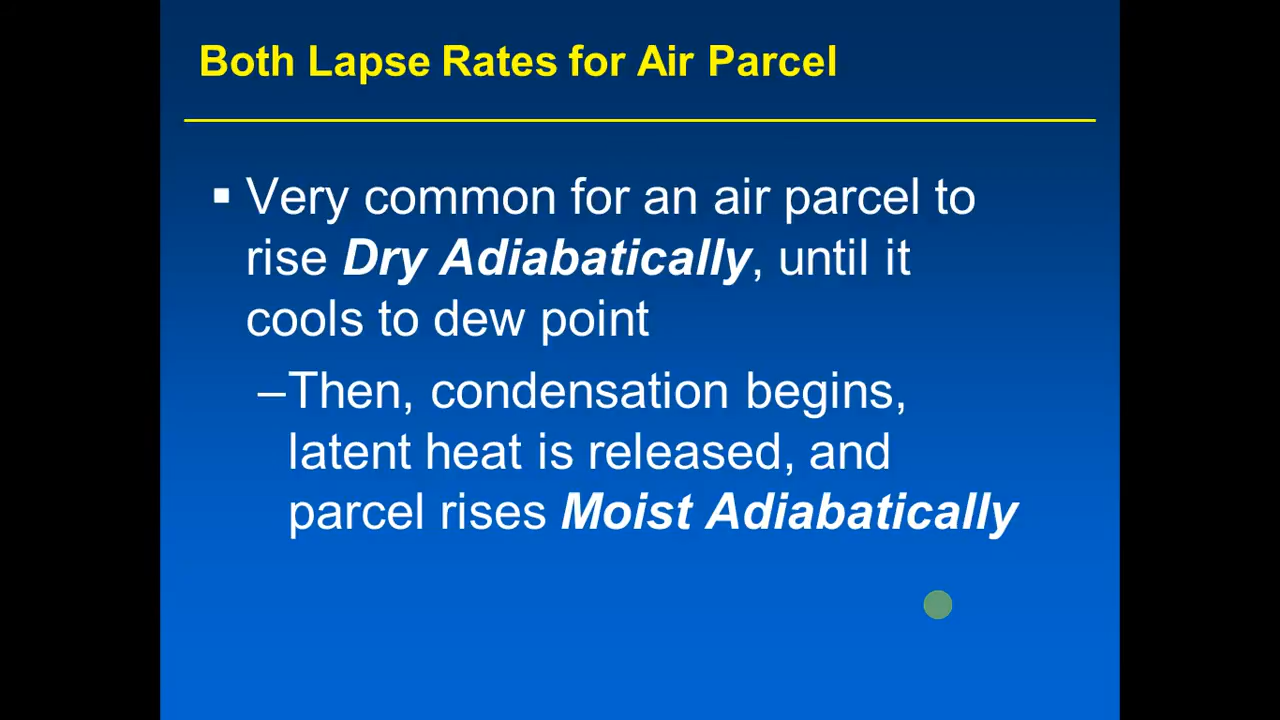 Both Lapse Rates for Air Parcel
▪ Very common for an air parcel to
rise Dry Adiabatically, until it
cools to dew point
–Then, condensation begins,
latent heat is released, and
parcel rises Moist Adiabatically